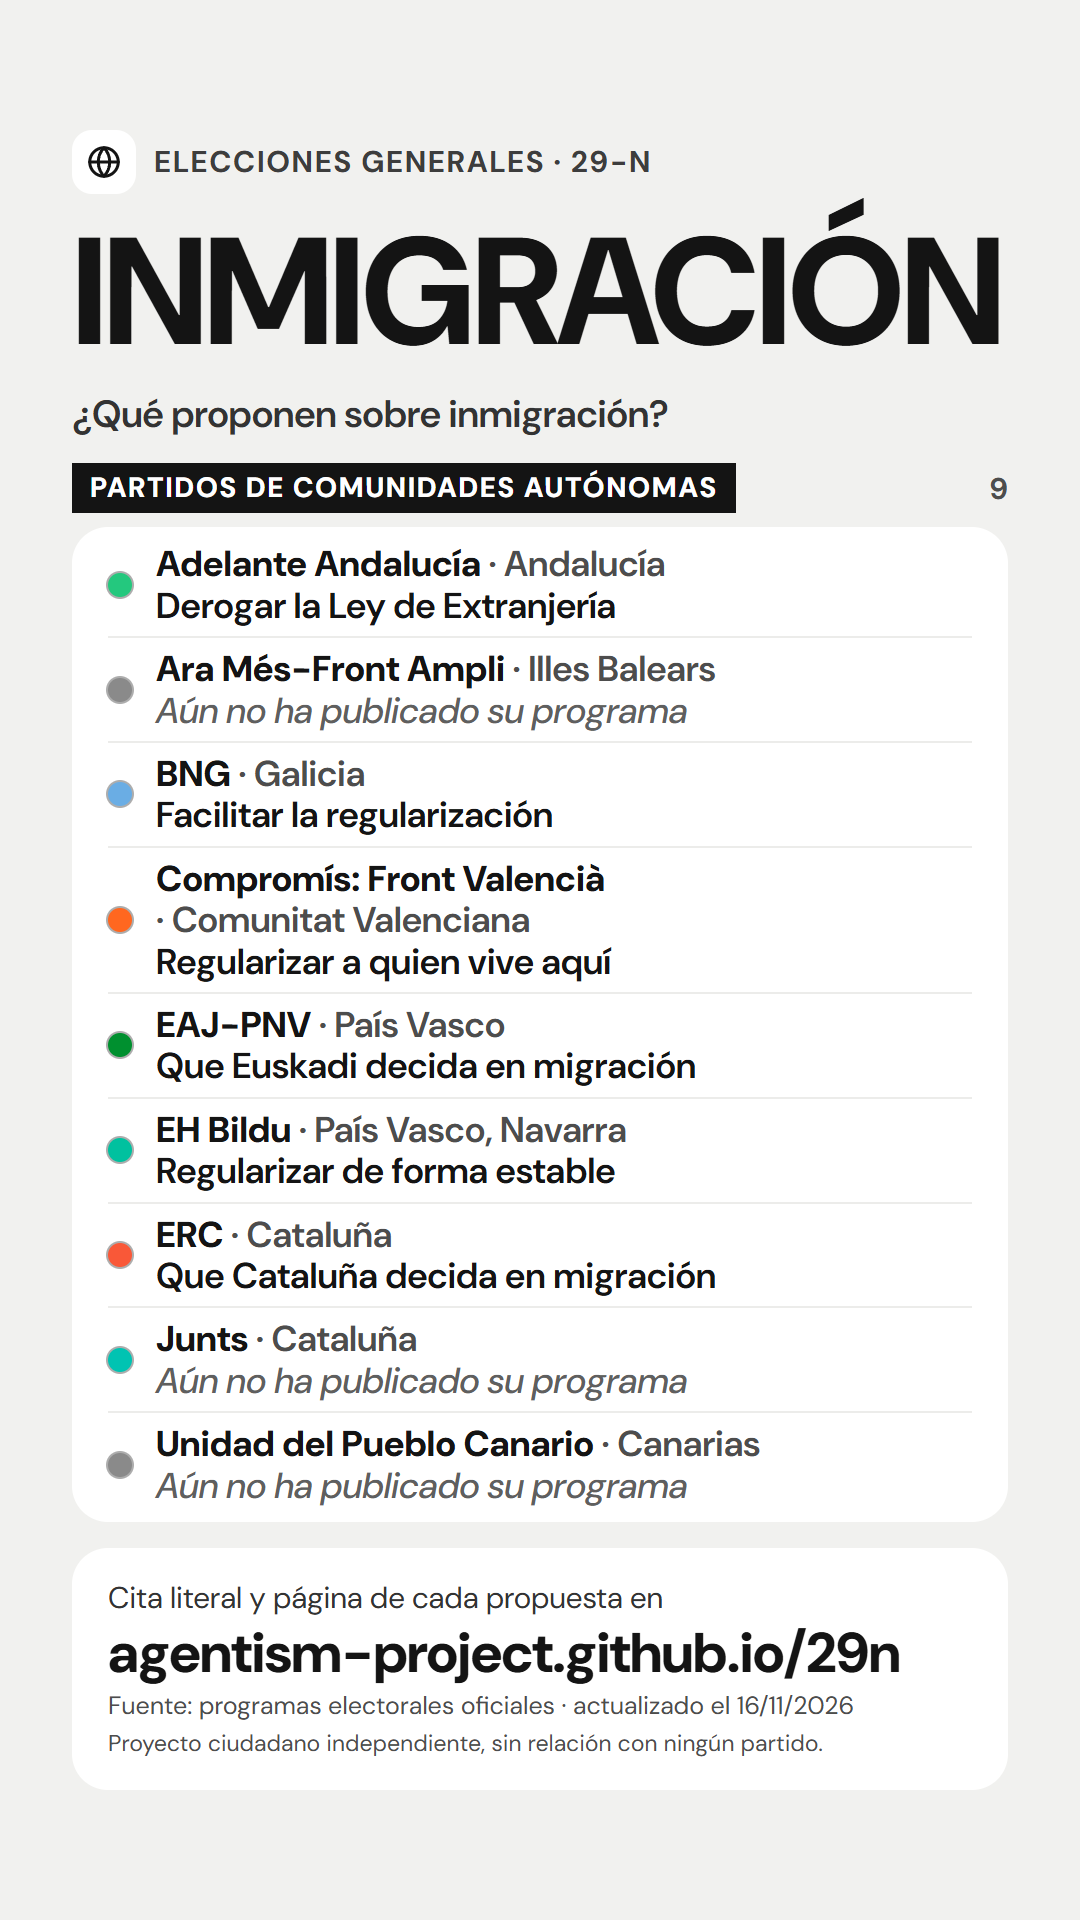 ELECCIONES GENERALES · 29-N
INMIGRACIÓN
¿Qué proponen sobre inmigración?
PARTIDOS DE COMUNIDADES AUTÓNOMAS
9
Adelante Andalucía · Andalucía
Derogar la Ley de Extranjería
Ara Més-Front Ampli · Illes Balears
Aún no ha publicado su programa
BNG · Galicia
Facilitar la regularización
Compromís: Front Valencià
· Comunitat Valenciana
Regularizar a quien vive aquí
EAJ-PNV · País Vasco
Que Euskadi decida en migración
EH Bildu · País Vasco, Navarra
Regularizar de forma estable
ERC · Cataluña
Que Cataluña decida en migración
Junts · Cataluña
Aún no ha publicado su programa
Unidad del Pueblo Canario · Canarias
Aún no ha publicado su programa
Cita literal y página de cada propuesta en
agentism-project.github.io/29n
Fuente: programas electorales oficiales · actualizado el 16/11/2026
Proyecto ciudadano independiente, sin relación con ningún partido.